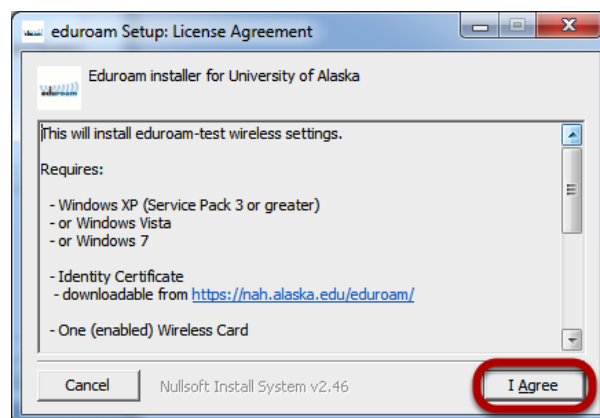 eduroam Setup: License Agreement
Eduroam installer for University of Alaska
eduroam
This will install eduroam-test wireless settings.
Requires:
- Windows XP (Service Pack 3 or greater)
- or Windows Vista
- or Windows 7
- Identity Certificate
- downloadable from https://nah.alaska.edu/eduroam/
- One (enabled) Wireless Card
Cancel
Nullsoft Install System v2.46
I Agree